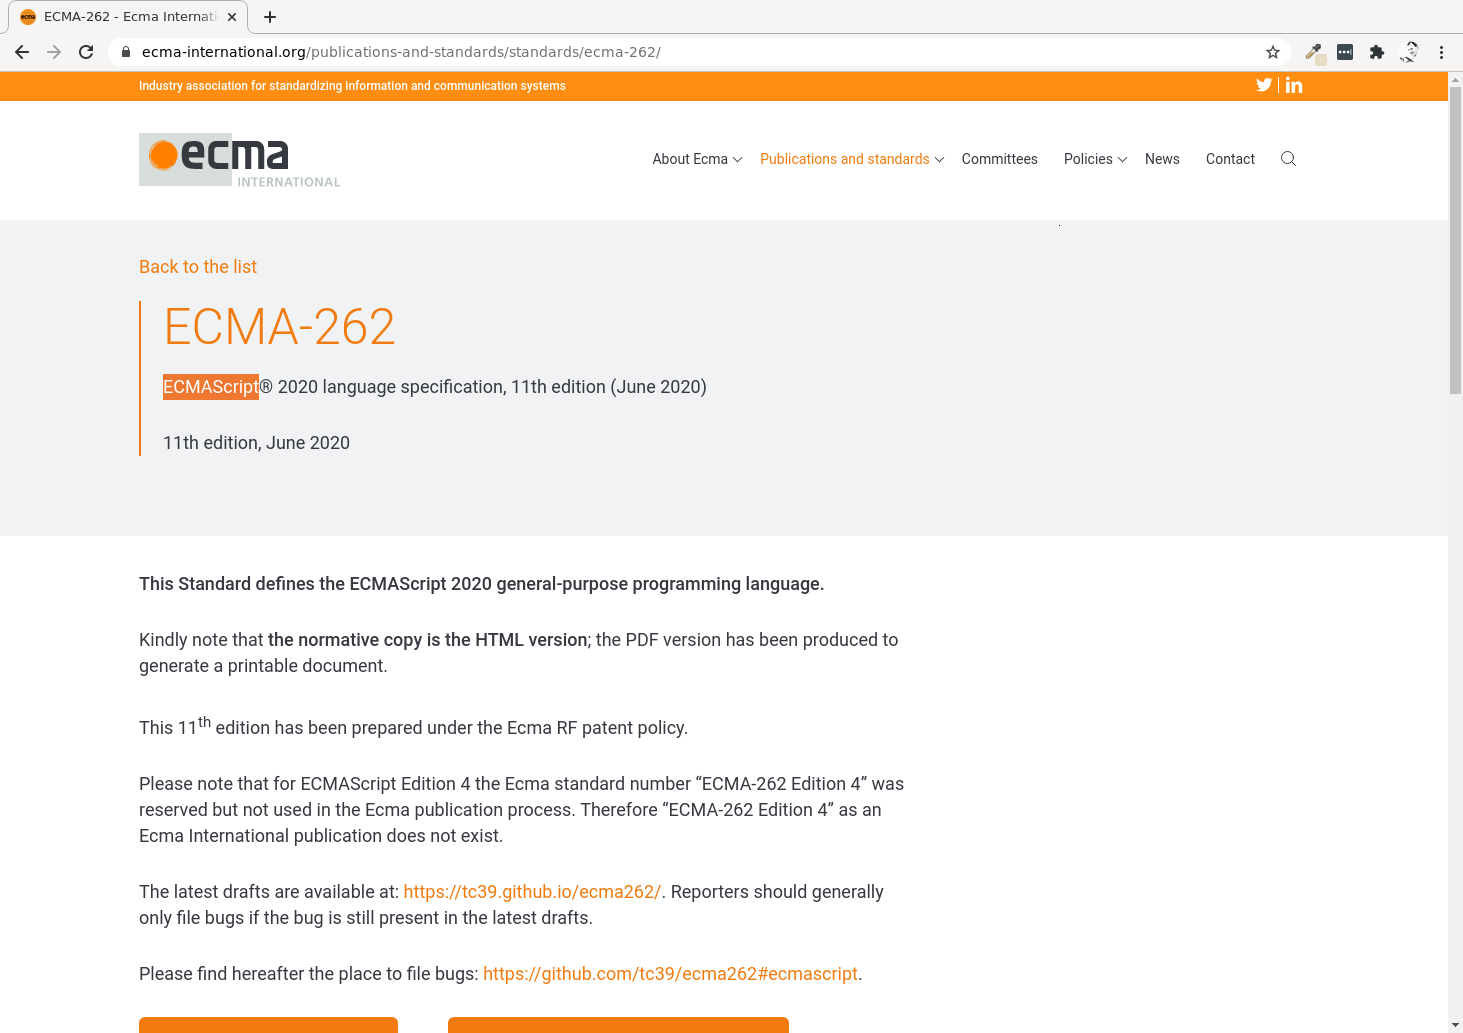 ECMA-262 - Ecma Internati
ecma-international.org/publications-and-standards/standards/ecma-262/
Industry association for standardizing information and communication systems
ecma
INTERNATIONAL
About Ecma Publications and standards Committees Policies News Contact
Back to the list
ECMA-262
ECMAScript® 2020 language specification, 11th edition (June 2020)
11th edition, June 2020
This Standard defines the ECMAScript 2020 general-purpose programming language.
Kindly note that the normative copy is the HTML version; the PDF version has been produced to
generate a printable document.
This 11th edition has been prepared under the Ecma RF patent policy.
Please note that for ECMAScript Edition 4 the Ecma standard number “ECMA-262 Edition 4” was
reserved but not used in the Ecma publication process. Therefore “ECMA-262 Edition 4” as an
Ecma International publication does not exist.
The latest drafts are available at: https://tc39.github.io/ecma262/. Reporters should generally
only file bugs if the bug is still present in the latest drafts.
Please find hereafter the place to file bugs: https://github.com/tc39/ecma262#ecmascript.